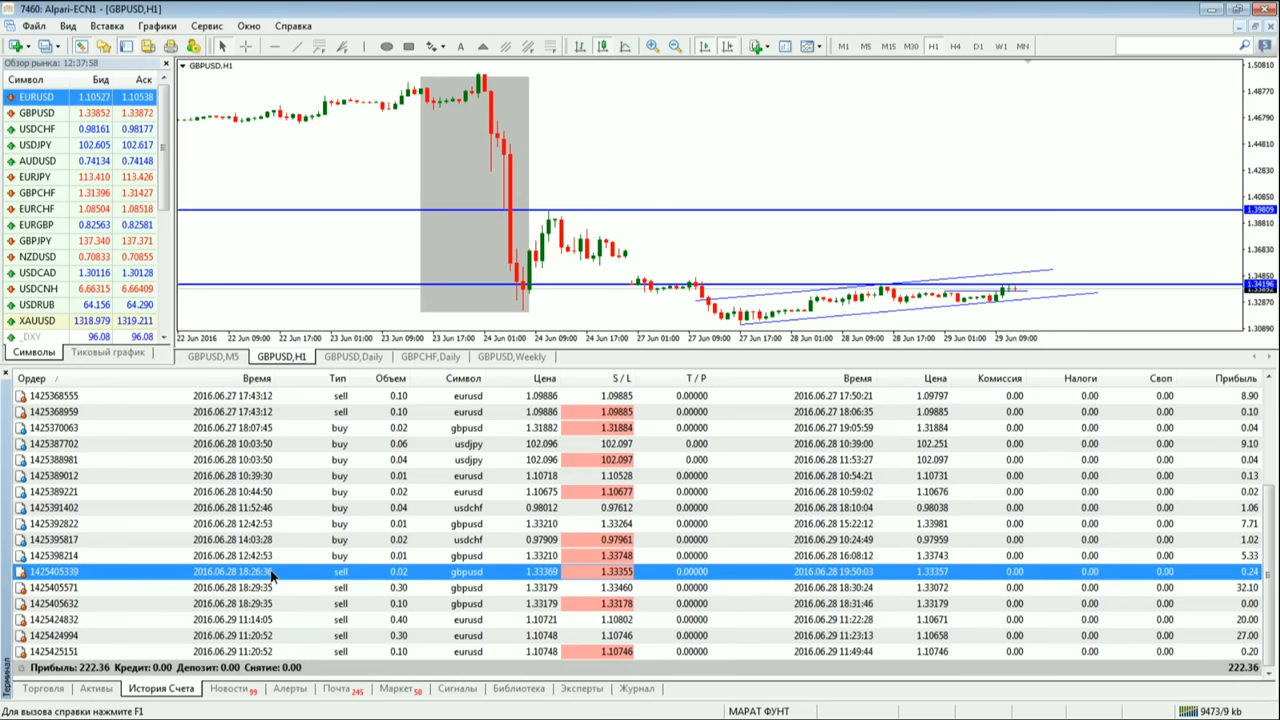 7460: Alpari-ECN1 - [GBPUSD,H1]
Файл Вид Вставка Графики Сервис Окно Справка
A M1 M5 M15 M30 H1 H4 D1 W1 MN
Обзор рынка: 12:37:58
Символ Бид Аск
EURUSD 1.10527 1.10538
GBPUSD 1.33852 1.33872
USDCHF 0.98161 0.98177
USDJPY 102.605 102.617
AUDUSD 0.74134 0.74148
EURJPY 113.410 113.426
GBPCHF 1.31396 1.31427
EURCHF 1.08504 1.08518
EURGBP 0.82563 0.82581
GBPJPY 137.340 137.371
NZDUSD 0.70833 0.70855
USDCAD 1.30116 1.30128
USDCNH 6.66315 6.66409
USDRUB 64.156 64.290
XAUUSD 1318.979 1319.211
_DXY 96.08 96.08
Символы Тиковый график
GBPUSD,H1
1.50810
1.48770
1.46790
1.44810
1.42830
1.40850
1.39809
1.38810
1.36830
1.34850
1.34196
1.32870
1.30890
22 Jun 2016 22 Jun 09:00 22 Jun 17:00 23 Jun 01:00 23 Jun 09:00 23 Jun 17:00 24 Jun 01:00 24 Jun 09:00 24 Jun 17:00 27 Jun 01:00 27 Jun 09:00 27 Jun 17:00 28 Jun 01:00 28 Jun 09:00 28 Jun 17:00 29 Jun 01:00 29 Jun 09:00
GBPUSD,M5 GBPUSD,H1 GBPUSD,Daily GBPCHF,Daily GBPUSD,Weekly
Ордер / Время Тип Объем Символ Цена S / L T / P Время Цена Комиссия Налоги Своп Прибыль
1425368555 2016.06.27 17:43:12 sell 0.10 eurusd 1.09886 1.09885 0.00000 2016.06.27 17:50:21 1.09797 0.00 0.00 0.00 8.90
1425368959 2016.06.27 17:43:12 sell 0.10 eurusd 1.09886 1.09885 0.00000 2016.06.27 18:06:35 1.09885 0.00 0.00 0.00 0.10
1425370063 2016.06.27 18:07:45 buy 0.02 gbpusd 1.31882 1.31884 0.00000 2016.06.27 19:05:59 1.31884 0.00 0.00 0.00 0.04
1425387702 2016.06.28 10:03:50 buy 0.06 usdjpy 102.096 102.097 0.000 2016.06.28 10:39:00 102.251 0.00 0.00 0.00 9.10
1425388981 2016.06.28 10:03:50 buy 0.04 usdjpy 102.096 102.097 0.000 2016.06.28 11:53:27 102.097 0.00 0.00 0.00 0.04
1425389012 2016.06.28 10:39:30 buy 0.01 eurusd 1.10718 1.10528 0.00000 2016.06.28 10:54:21 1.10731 0.00 0.00 0.00 0.13
1425389221 2016.06.28 10:44:50 buy 0.02 eurusd 1.10675 1.10677 0.00000 2016.06.28 10:59:02 1.10676 0.00 0.00 0.00 0.02
1425391402 2016.06.28 11:52:46 buy 0.04 usdchf 0.98012 0.97612 0.00000 2016.06.28 18:10:04 0.98038 0.00 0.00 0.00 1.06
1425392822 2016.06.28 12:42:53 buy 0.01 gbpusd 1.33210 1.33264 0.00000 2016.06.28 15:22:12 1.33981 0.00 0.00 0.00 7.71
1425395817 2016.06.28 14:03:28 buy 0.02 usdchf 0.97909 0.97961 0.00000 2016.06.29 10:24:49 0.97959 0.00 0.00 0.00 1.02
1425398214 2016.06.28 12:42:53 buy 0.01 gbpusd 1.33210 1.33748 0.00000 2016.06.28 16:08:12 1.33743 0.00 0.00 0.00 5.33
1425405339 2016.06.28 18:26:38 sell 0.02 gbpusd 1.33369 1.33355 0.00000 2016.06.28 19:50:03 1.33357 0.00 0.00 0.00 0.24
1425405571 2016.06.28 18:29:35 sell 0.30 gbpusd 1.33179 1.33460 0.00000 2016.06.28 18:30:24 1.33072 0.00 0.00 0.00 32.10
1425405632 2016.06.28 18:29:35 sell 0.10 gbpusd 1.33179 1.33178 0.00000 2016.06.28 18:31:46 1.33179 0.00 0.00 0.00 0.00
1425424832 2016.06.29 11:14:05 sell 0.40 eurusd 1.10721 1.10802 0.00000 2016.06.29 11:22:28 1.10671 0.00 0.00 0.00 20.00
1425424994 2016.06.29 11:20:52 sell 0.30 eurusd 1.10748 1.10746 0.00000 2016.06.29 11:23:13 1.10658 0.00 0.00 0.00 27.00
1425425151 2016.06.29 11:20:52 sell 0.10 eurusd 1.10748 1.10746 0.00000 2016.06.29 11:49:44 1.10746 0.00 0.00 0.00 0.20
Прибыль: 222.36 Кредит: 0.00 Депозит: 0.00 Снятие: 0.00 222.36
Терминал
Торговля Активы История Счета Новости 99 Алерты Почта 245 Маркет 50 Сигналы Библиотека Эксперты Журнал
Для вызова справки нажмите F1 МАРАТ ФУНТ 9473/9 kb